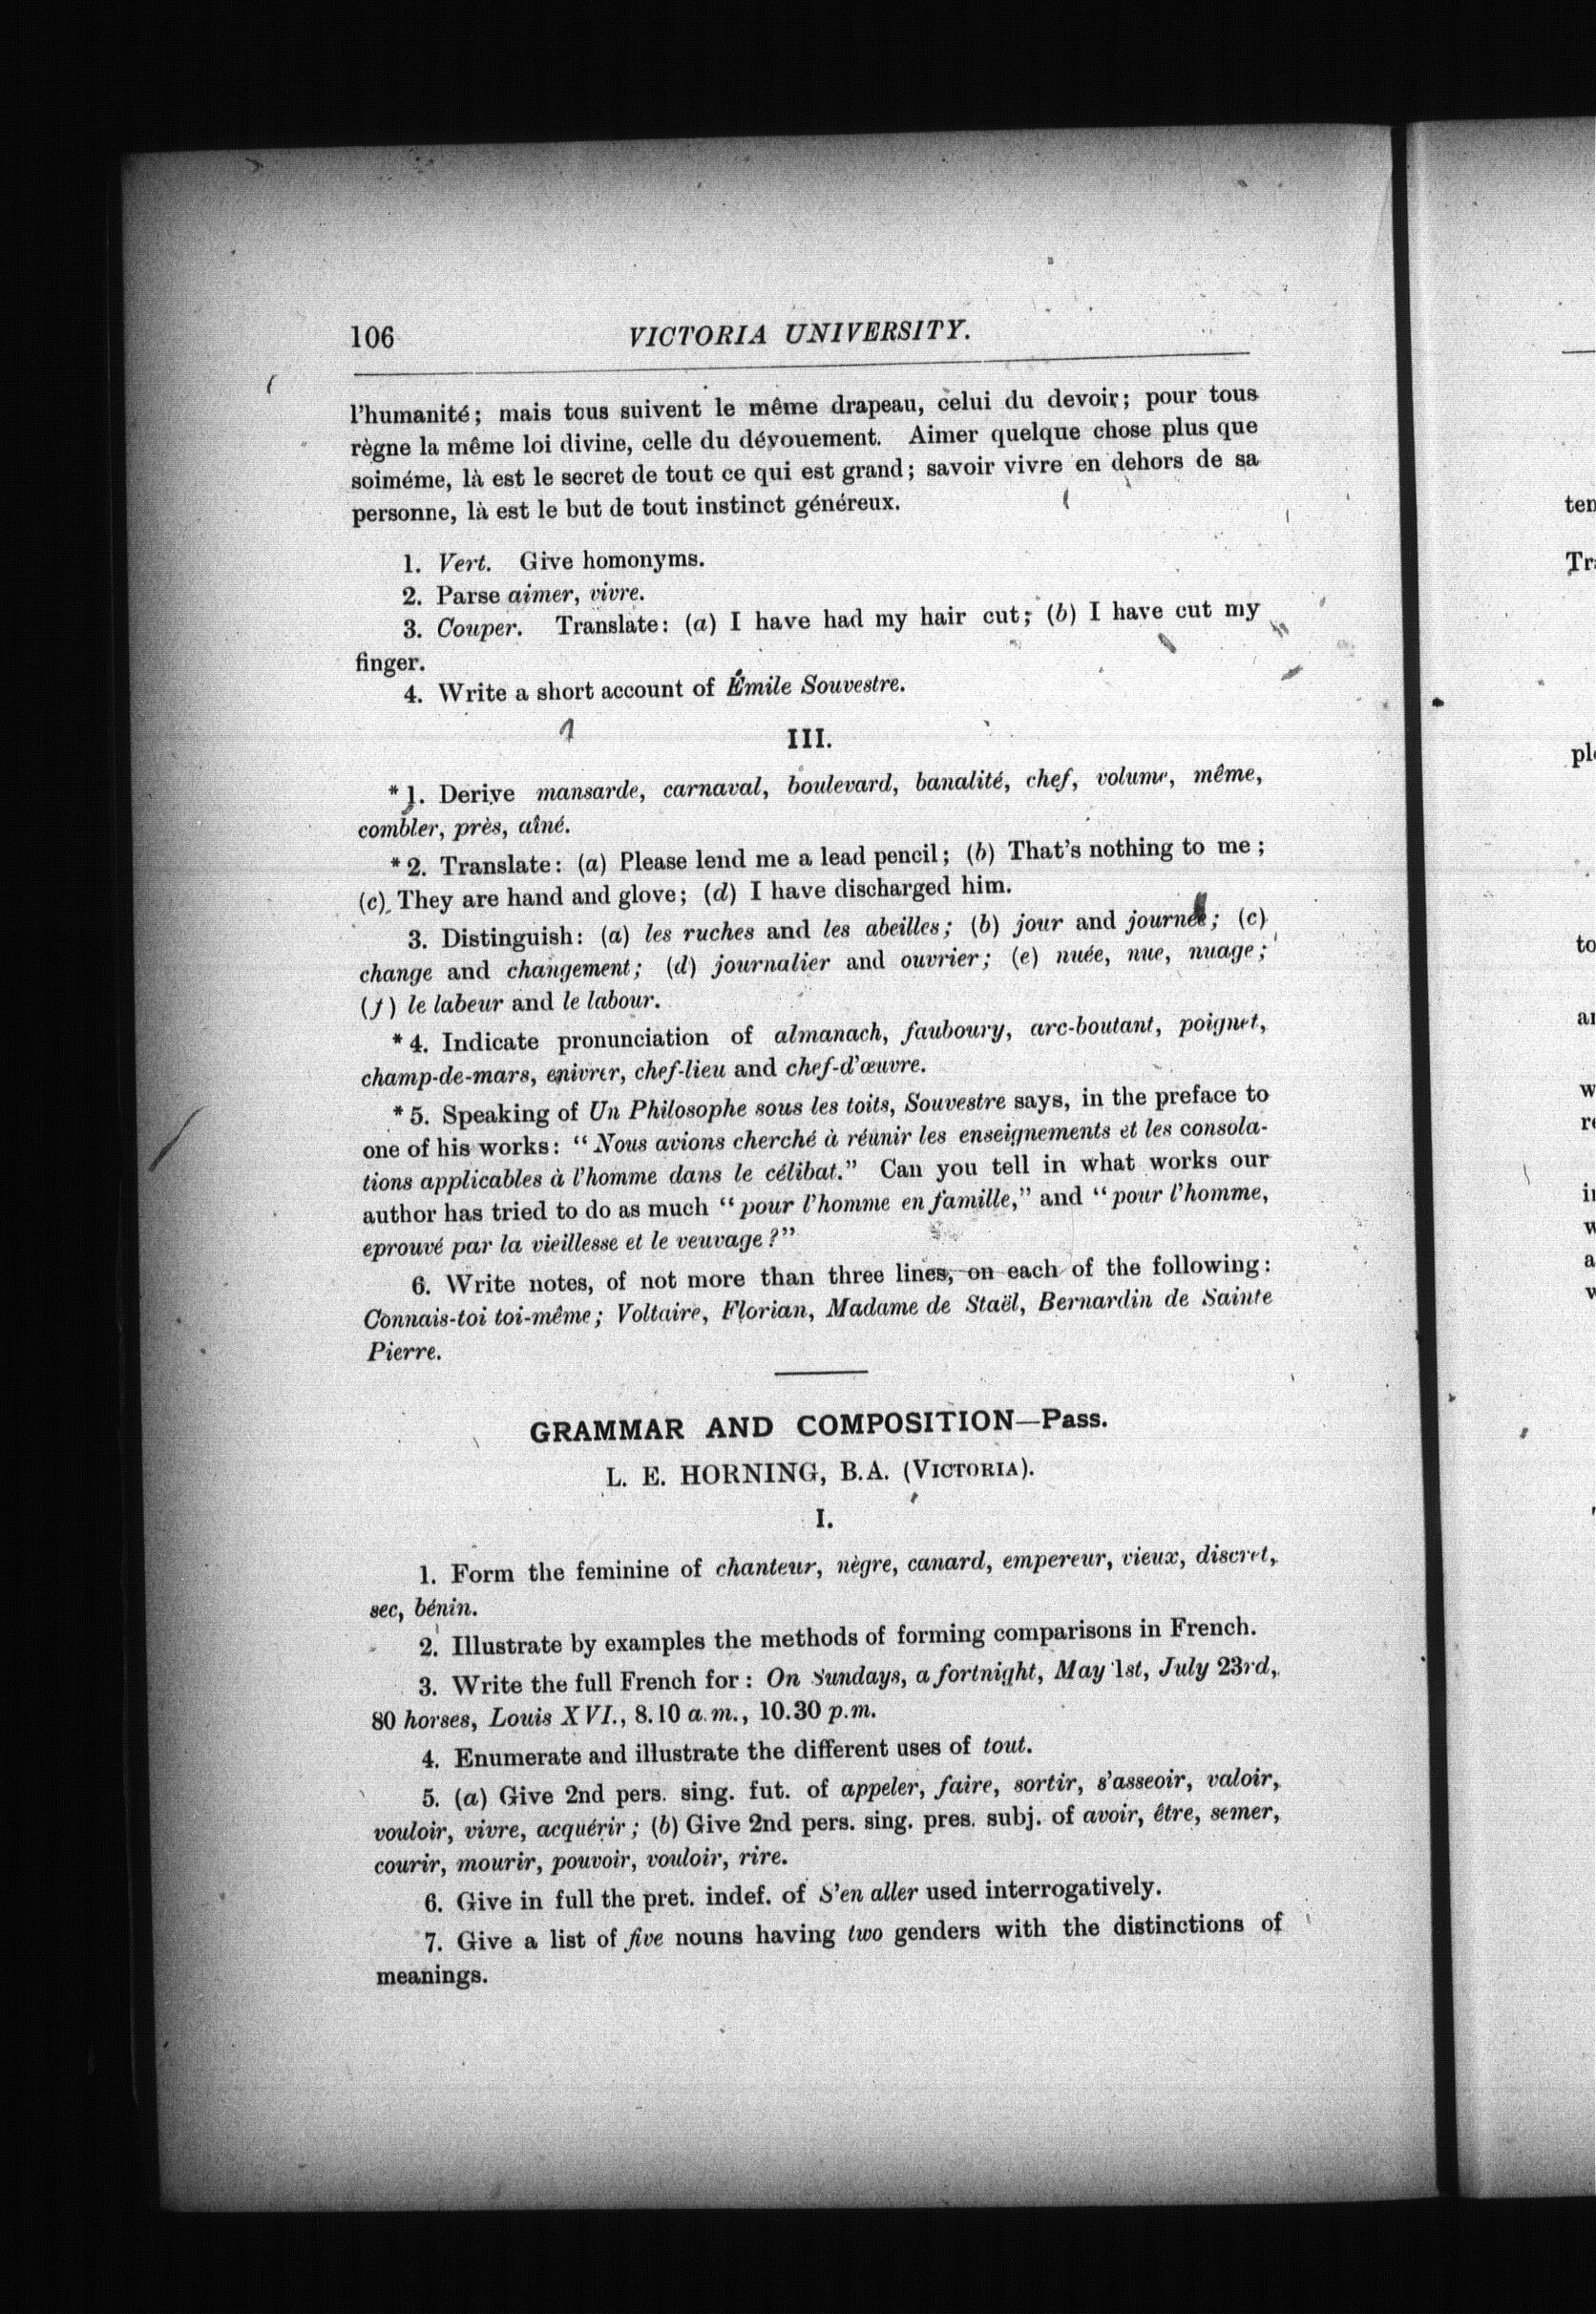 106 VICTORIA UNIVERSITY.
l'humanité; mais tous suivent le même drapeau, celui du devoir; pour tous
règne la même loi divine, celle du dévouement. Aimer quelque chose plus que
soiméme, là est le secret de tout ce qui est grand; savoir vivre en dehors de sa
personne, là est le but de tout instinct généreux.
1. Vert. Give homonyms.
2. Parse aimer, vivre.
3. Couper. Translate: (a) I have had my hair cut; (b) I have cut my
finger.
4. Write a short account of Émile Souvestre.
III.
*1. Derive mansarde, carnaval, boulevard, banalité, chef, volume, même,
combler, près, aîné.
*2. Translate: (a) Please lend me a lead pencil; (b) That's nothing to me;
(c) They are hand and glove; (d) I have discharged him.
3. Distinguish: (a) les ruches and les abeilles; (b) jour and journée; (c)
change and changement; (d) journalier and ouvrier; (e) nuée, nue, nuage;
(f) le labeur and le labour.
*4. Indicate pronunciation of almanach, fauboury, arc-boutant, poignet,
champ-de-mars, enivrer, chef-lieu and chef-d'œuvre.
*5. Speaking of Un Philosophe sous les toits, Souvestre says, in the preface to
one of his works: "Nous avions cherché à réunir les enseignements et les consola-
tions applicables à l'homme dans le célibat." Can you tell in what works our
author has tried to do as much "pour l'homme en famille," and "pour l'homme,
eprouvé par la vieillesse et le veuvage?"
6. Write notes, of not more than three lines, on each of the following:
Connais-toi toi-même; Voltaire, Florian, Madame de Staël, Bernardin de Sainte
Pierre.
GRAMMAR AND COMPOSITION—Pass.
L. E. HORNING, B.A. (VICTORIA).
I.
1. Form the feminine of chanteur, nègre, canard, empereur, vieux, discret,
sec, bénin.
2. Illustrate by examples the methods of forming comparisons in French.
3. Write the full French for: On Sundays, a fortnight, May 1st, July 23rd,
80 horses, Louis XVI., 8.10 a.m., 10.30 p.m.
4. Enumerate and illustrate the different uses of tout.
5. (a) Give 2nd pers. sing. fut. of appeler, faire, sortir, s'asseoir, valoir,
vouloir, vivre, acquérir; (b) Give 2nd pers. sing. pres. subj. of avoir, être, semer,
courir, mourir, pouvoir, vouloir, rire.
6. Give in full the pret. indef. of S'en aller used interrogatively.
7. Give a list of five nouns having two genders with the distinctions of
meanings.